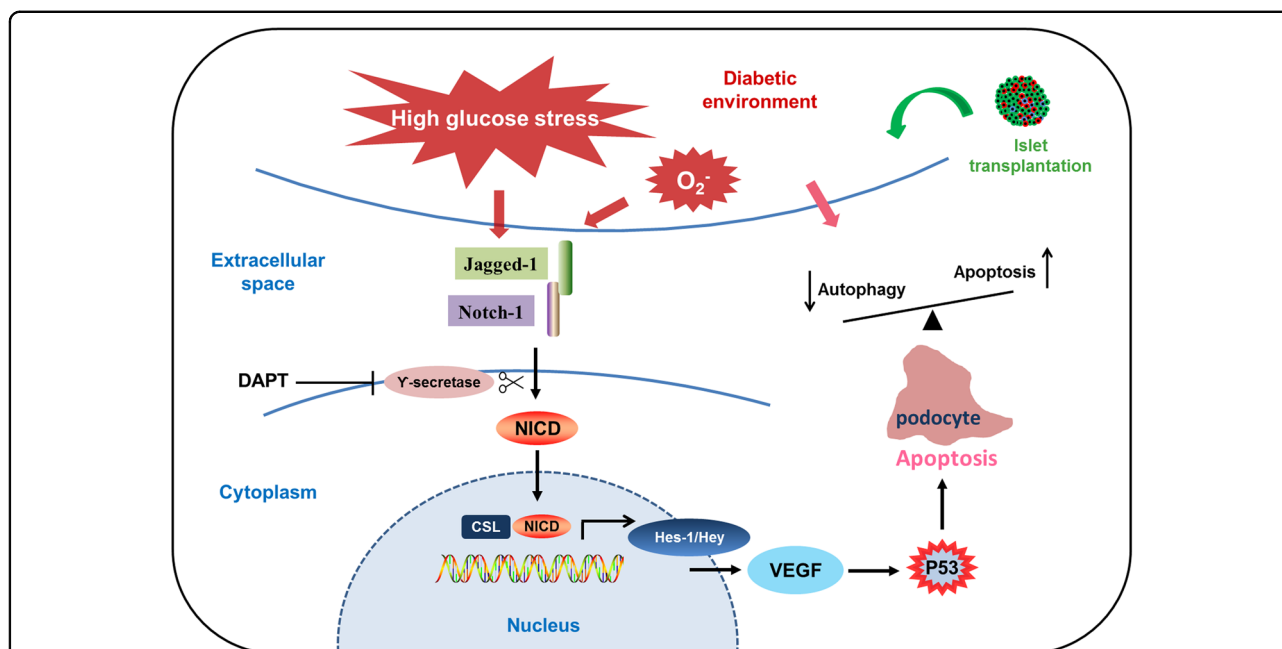 High glucose stress
Diabetic
environment
O₂⁻
Islet
transplantation
Extracellular
space
Jagged-1
Notch-1
Autophagy
Apoptosis
DAPT
ϒ-secretase
NICD
podocyte
Apoptosis
Cytoplasm
CSL
NICD
Hes-1/Hey
VEGF
P53
Nucleus